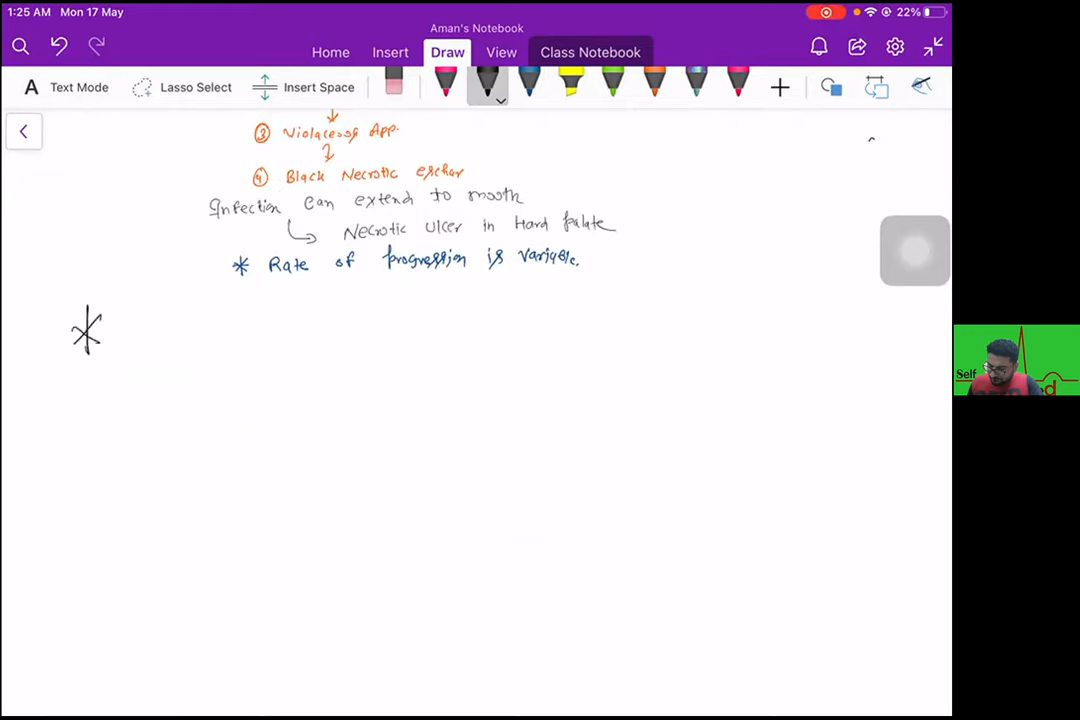 1:25 AM Mon 17 May
22%
Aman's Notebook
Home Insert Draw View Class Notebook
A Text Mode Lasso Select Insert Space
③ Violaceous App.
④ Black Necrotic eschar
Infection can extend to mouth
Necrotic Ulcer in Hard palate
* Rate of progression is variable.
*
Self
ed